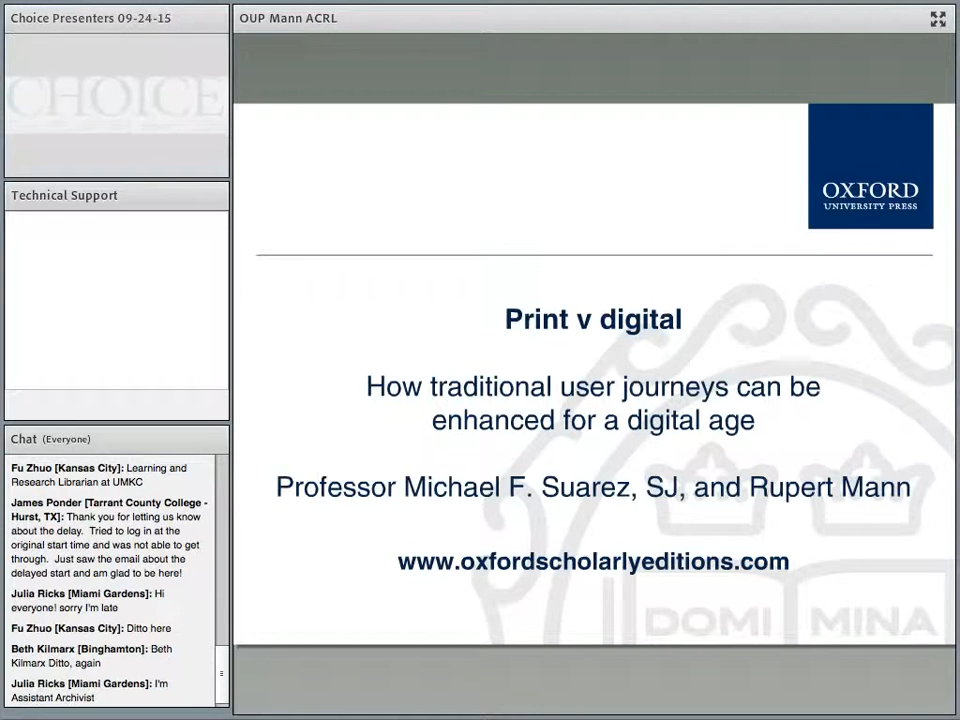 Choice Presenters 09-24-15
CHOICE
Technical Support
Chat (Everyone)
Fu Zhuo [Kansas City]: Learning and
Research Librarian at UMKC
James Ponder [Tarrant County College -
Hurst, TX]: Thank you for letting us know
about the delay. Tried to log in at the
original start time and was not able to get
through. Just saw the email about the
delayed start and am glad to be here!
Julia Ricks [Miami Gardens]: Hi
everyone! sorry I'm late
Fu Zhuo [Kansas City]: Ditto here
Beth Kilmarx [Binghamton]: Beth
Kilmarx Ditto, again
Julia Ricks [Miami Gardens]: I'm
Assistant Archivist
OUP Mann ACRL
OXFORD
UNIVERSITY PRESS
Print v digital
How traditional user journeys can be
enhanced for a digital age
Professor Michael F. Suarez, SJ, and Rupert Mann
www.oxfordscholarlyeditions.com
DOMI MINA